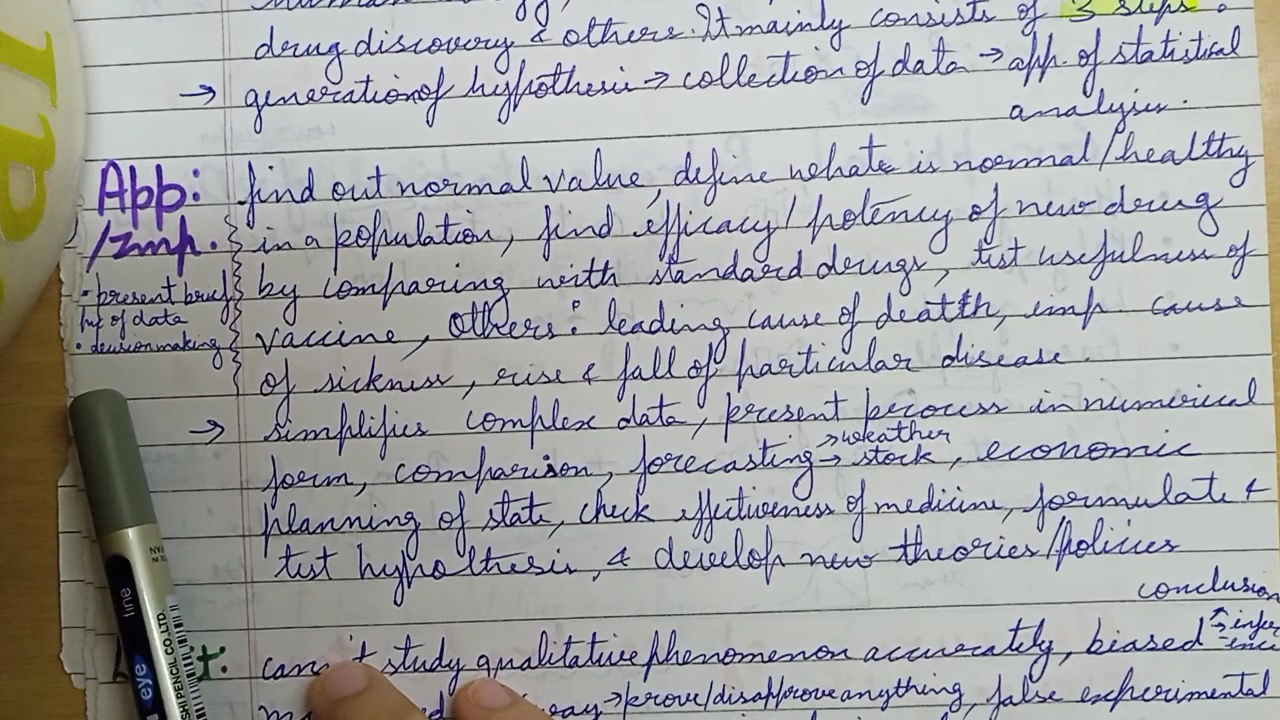 drug discovery & others. It mainly consists of 3 steps.
→ generation of hypothesis → collection of data → app. of statistical
analysis.
App: find out normal value, define whate is normal/healthy
/Imp. in a population, find efficacy/potency of new drug
- present brief by comparing with standard drugs, test usefulness of
of data vaccine, others: leading cause of death, imp. cause
• decision making of sickness, rise & fall of particular disease.
→ simplifies complex data, present process in numerical
→ weather
form, comparison, forecasting → stock, economic
planning of state, check effectiveness of medicine, formulate &
test hypothesis, & develop new theories/policies
conclusion
t: study qualitative phenomenon accurately, biased → inference
→ prove/disapprove anything, false experimental
eye
fine